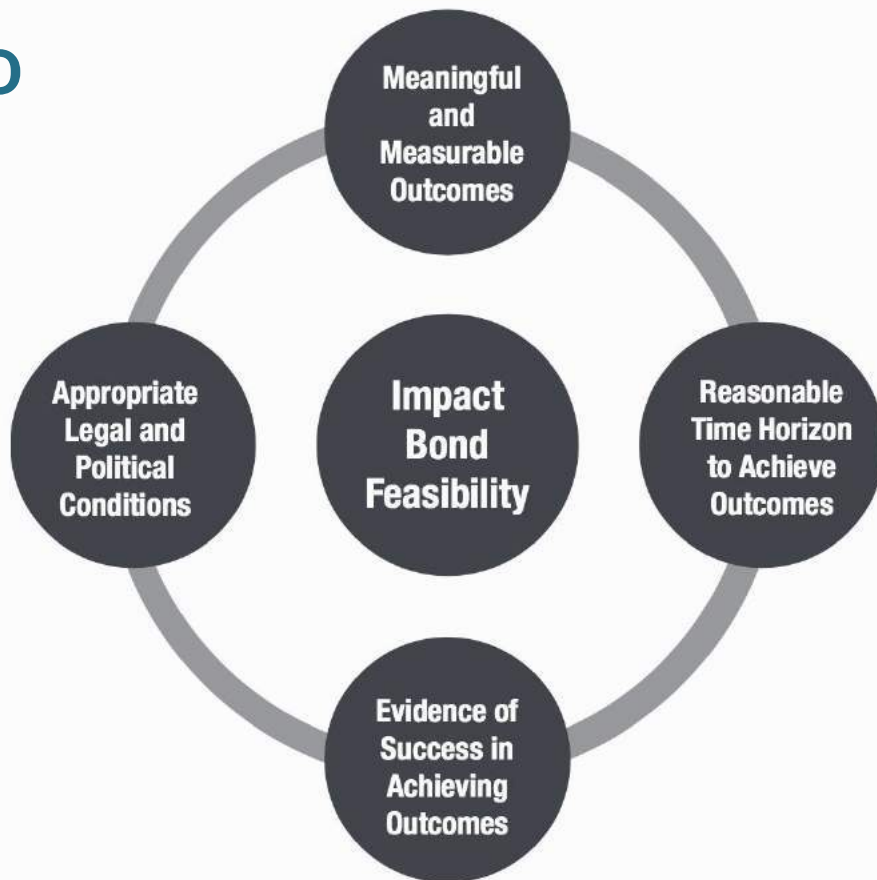 Meaningful
and
Measurable
Outcomes
Appropriate
Legal and
Political
Conditions
Impact
Bond
Feasibility
Reasonable
Time Horizon
to Achieve
Outcomes
Evidence of
Success in
Achieving
Outcomes